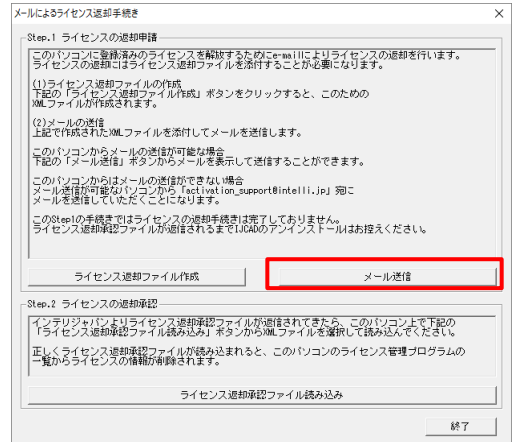 メールによるライセンス返却手続き
Step.1 ライセンスの返却申請
このパソコンに登録済みのライセンスを解放するためにe-mailによりライセンスの返却を行います。
ライセンスの返却にはライセンス返却ファイルを添付することが必要になります。
(1)ライセンス返却ファイルの作成
下記の「ライセンス返却ファイル作成」ボタンをクリックすると、このための
XMLファイルが作成されます。
(2)メールの送信
上記で作成されたXMLファイルを添付してメールを送信します。
このパソコンからメールの送信が可能な場合
下記の「メール送信」ボタンからメールを表示して送信することができます。
このパソコンからはメールの送信ができない場合
メール送信が可能なパソコンから「activation_support@intelli.jp」宛に
メールを送信していただくことになります。
このStep1の手続きではライセンスの返却手続きは完了しておりません。
ライセンス返却承認ファイルが返信されるまでIJCADのアンインストールはお控えください。
ライセンス返却ファイル作成
メール送信
Step.2 ライセンスの返却承認
インテリジャパンよりライセンス返却承認ファイルが返信されてきたら、このパソコン上で下記の
「ライセンス返却承認ファイル読み込み」ボタンからXMLファイルを選択して読み込んでください。
正しくライセンス返却承認ファイルが読み込まれると、このパソコンのライセンス管理プログラムの
一覧からライセンスの情報が削除されます。
ライセンス返却承認ファイル読み込み
終了